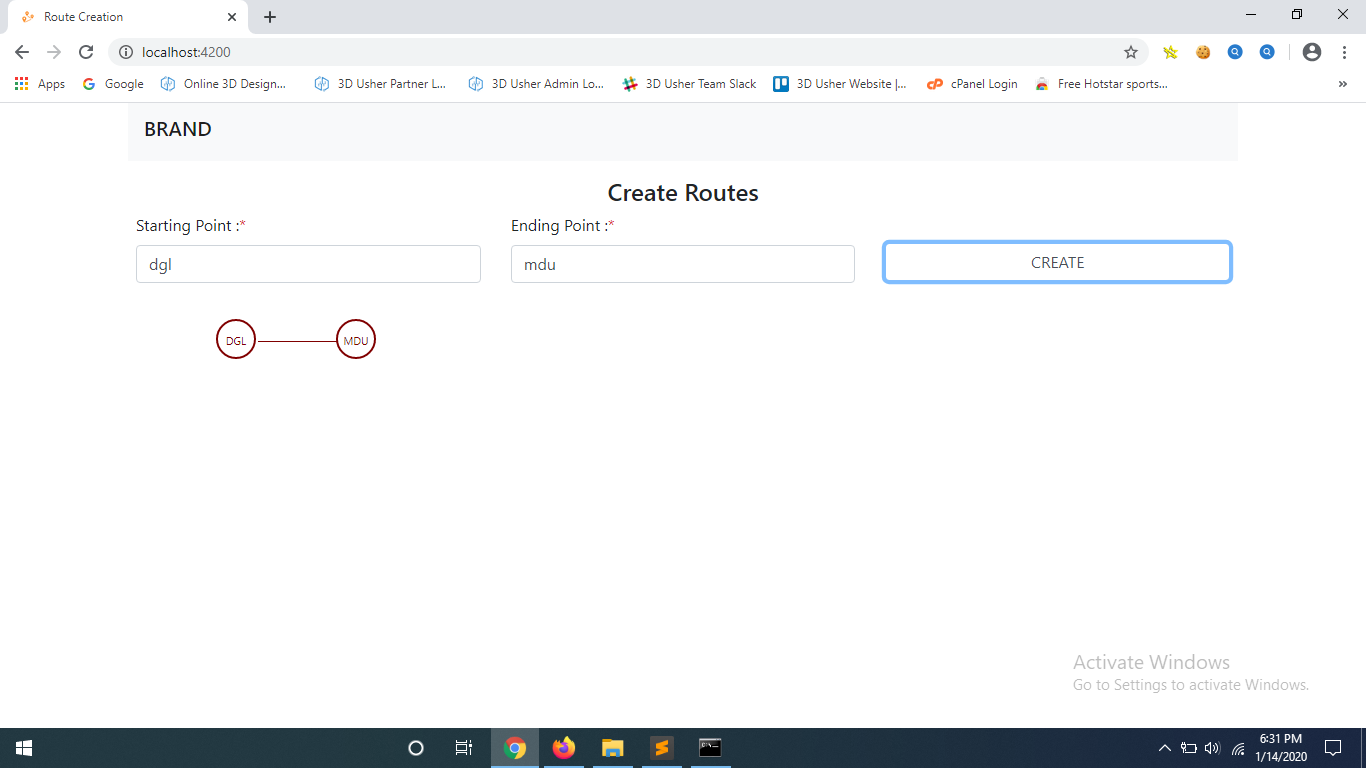 Route Creation
localhost:4200
Apps Google Online 3D Design... 3D Usher Partner L... 3D Usher Admin Lo... 3D Usher Team Slack 3D Usher Website |... cPanel Login Free Hotstar sports... »
BRAND
Create Routes
Starting Point :* Ending Point :*
dgl mdu CREATE
DGL MDU
Activate Windows
Go to Settings to activate Windows.
6:31 PM
1/14/2020